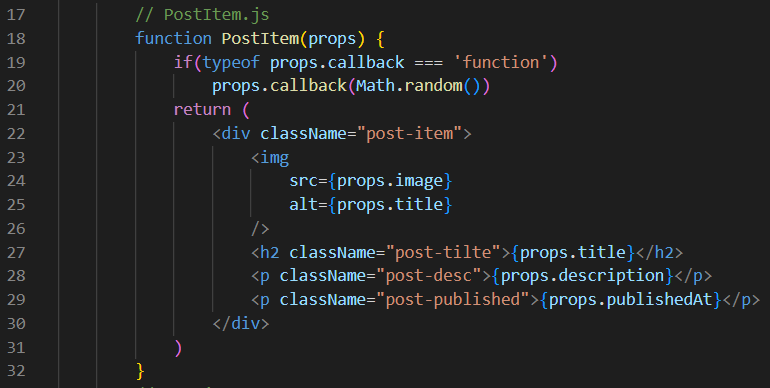 17 // PostItem.js
18 function PostItem(props) {
19 if(typeof props.callback === 'function')
20 props.callback(Math.random())
21 return (
22 <div className="post-item">
23 <img
24 src={props.image}
25 alt={props.title}
26 />
27 <h2 className="post-tilte">{props.title}</h2>
28 <p className="post-desc">{props.description}</p>
29 <p className="post-published">{props.publishedAt}</p>
30 </div>
31 )
32 }